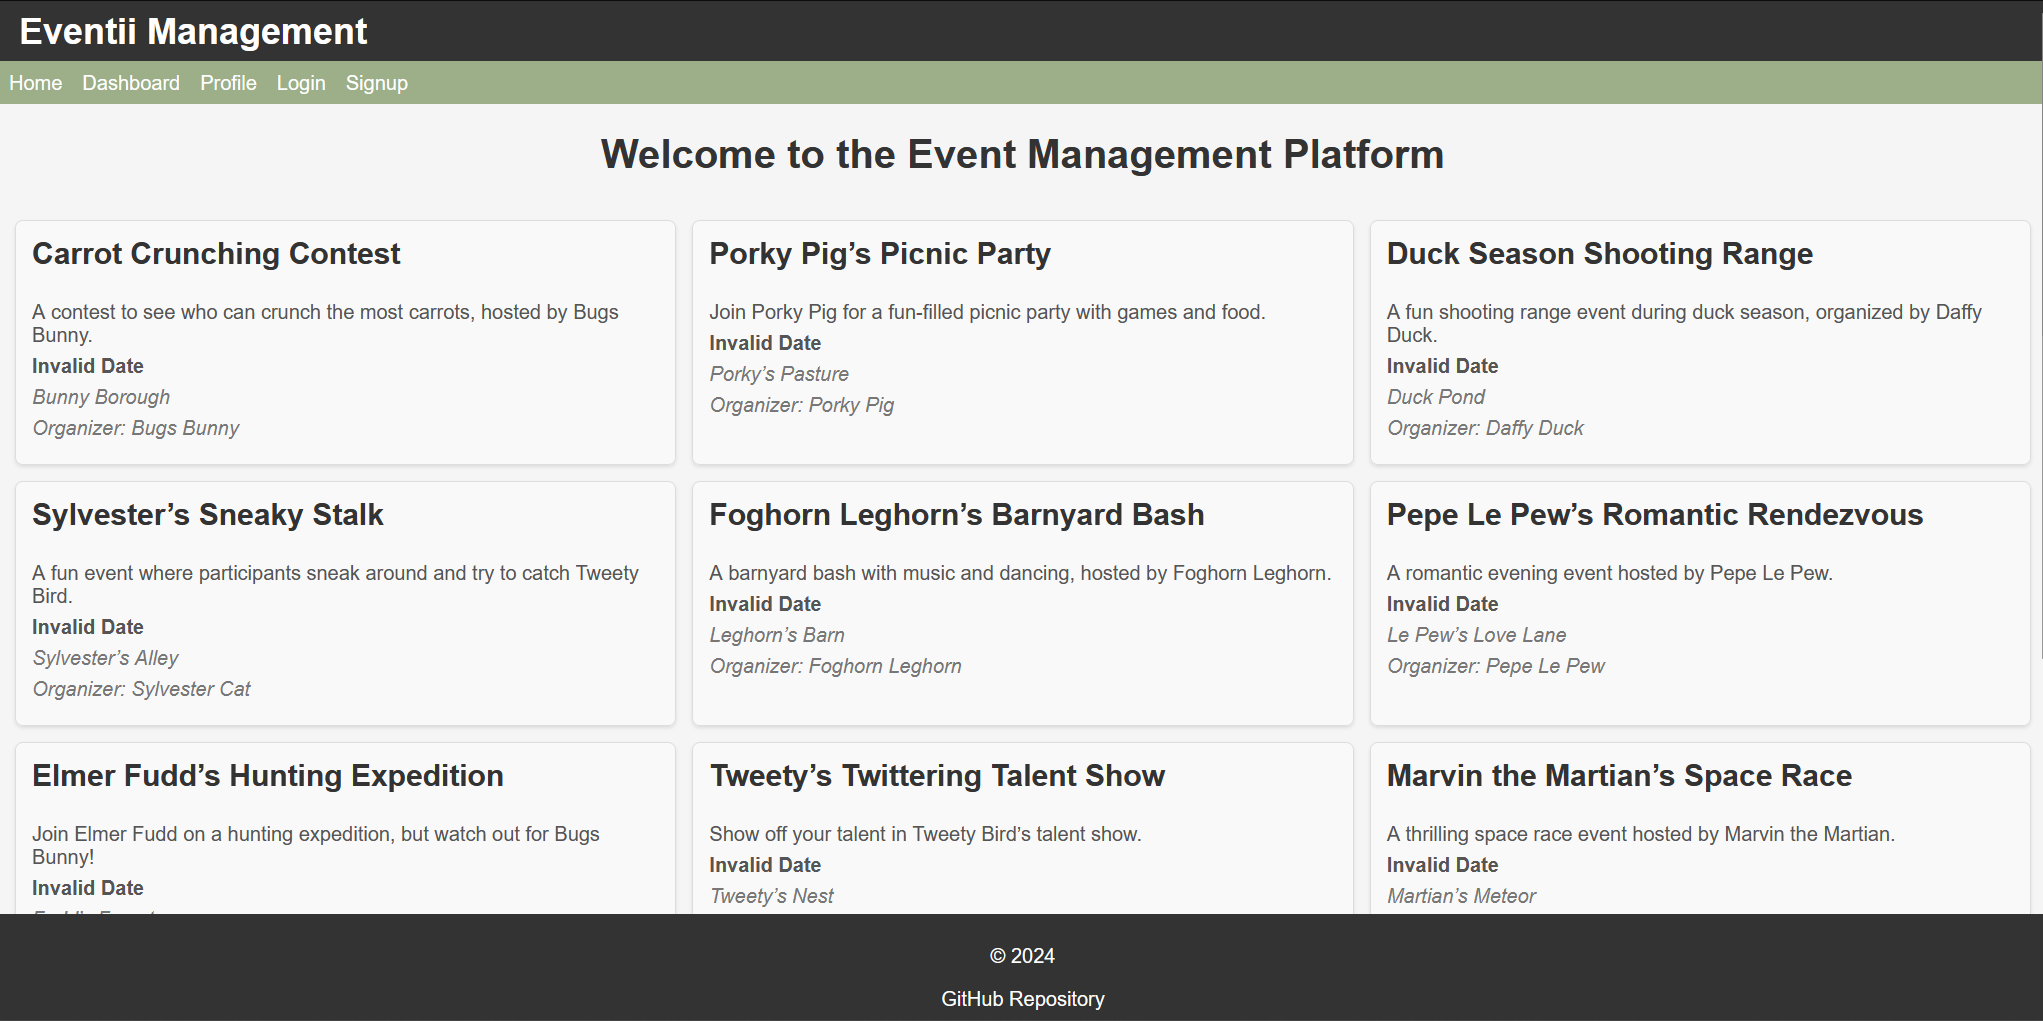 Eventii Management
Home Dashboard Profile Login Signup
Welcome to the Event Management Platform
Carrot Crunching Contest
A contest to see who can crunch the most carrots, hosted by Bugs
Bunny.
Invalid Date
Bunny Borough
Organizer: Bugs Bunny
Porky Pig’s Picnic Party
Join Porky Pig for a fun-filled picnic party with games and food.
Invalid Date
Porky’s Pasture
Organizer: Porky Pig
Duck Season Shooting Range
A fun shooting range event during duck season, organized by Daffy
Duck.
Invalid Date
Duck Pond
Organizer: Daffy Duck
Sylvester’s Sneaky Stalk
A fun event where participants sneak around and try to catch Tweety
Bird.
Invalid Date
Sylvester’s Alley
Organizer: Sylvester Cat
Foghorn Leghorn’s Barnyard Bash
A barnyard bash with music and dancing, hosted by Foghorn Leghorn.
Invalid Date
Leghorn’s Barn
Organizer: Foghorn Leghorn
Pepe Le Pew’s Romantic Rendezvous
A romantic evening event hosted by Pepe Le Pew.
Invalid Date
Le Pew’s Love Lane
Organizer: Pepe Le Pew
Elmer Fudd’s Hunting Expedition
Join Elmer Fudd on a hunting expedition, but watch out for Bugs
Bunny!
Invalid Date
Tweety’s Twittering Talent Show
Show off your talent in Tweety Bird’s talent show.
Invalid Date
Tweety’s Nest
Marvin the Martian’s Space Race
A thrilling space race event hosted by Marvin the Martian.
Invalid Date
Martian’s Meteor
© 2024
GitHub Repository